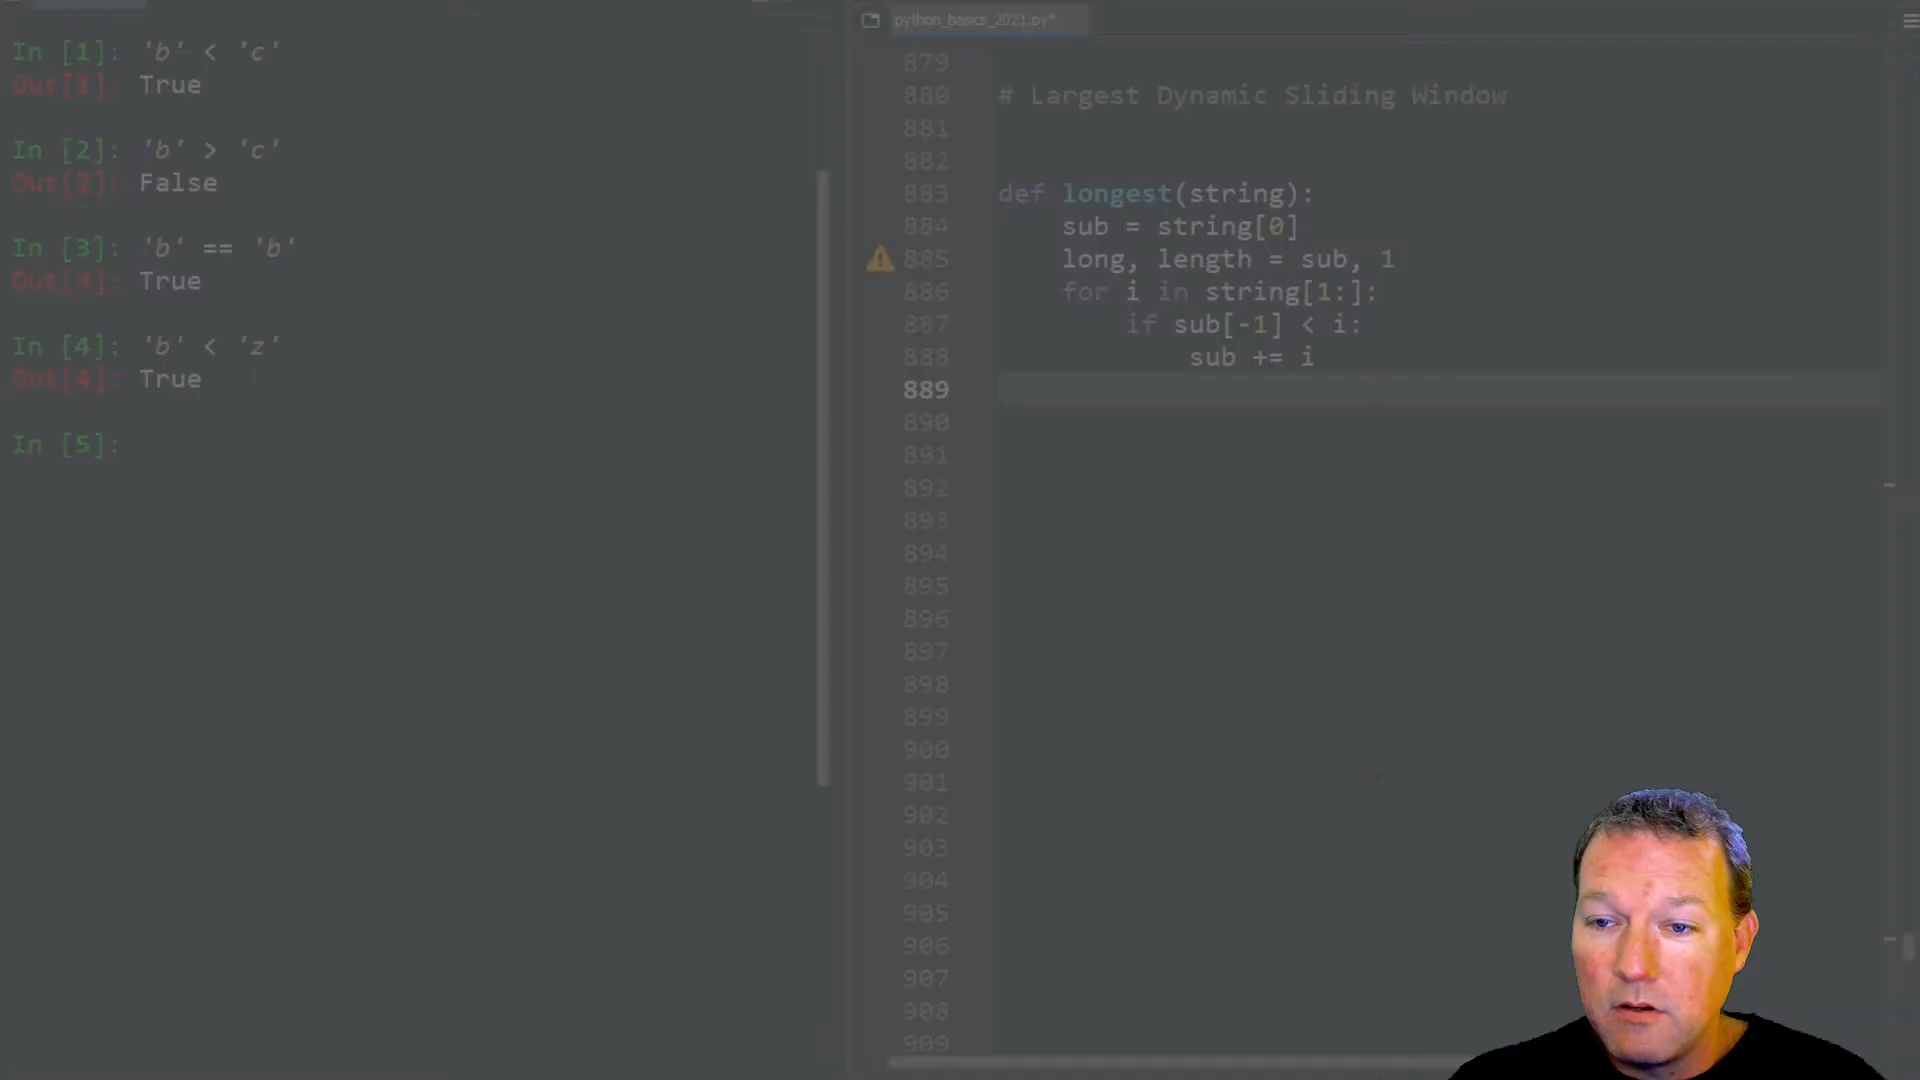 In [1]: 'b' < 'c'
Out[1]: True
In [2]: 'b' > 'c'
Out[2]: False
In [3]: 'b' == 'b'
Out[3]: True
In [4]: 'b' < 'z'
Out[4]: True
In [5]:
python_basics_2021.py*
879
880 # Largest Dynamic Sliding Window
881
882
883 def longest(string):
884 sub = string[0]
885 long, length = sub, 1
886 for i in string[1:]:
887 if sub[-1] < i:
888 sub += i
889
890
891
892
893
894
895
896
897
898
899
900
901
902
903
904
905
906
907
908
909